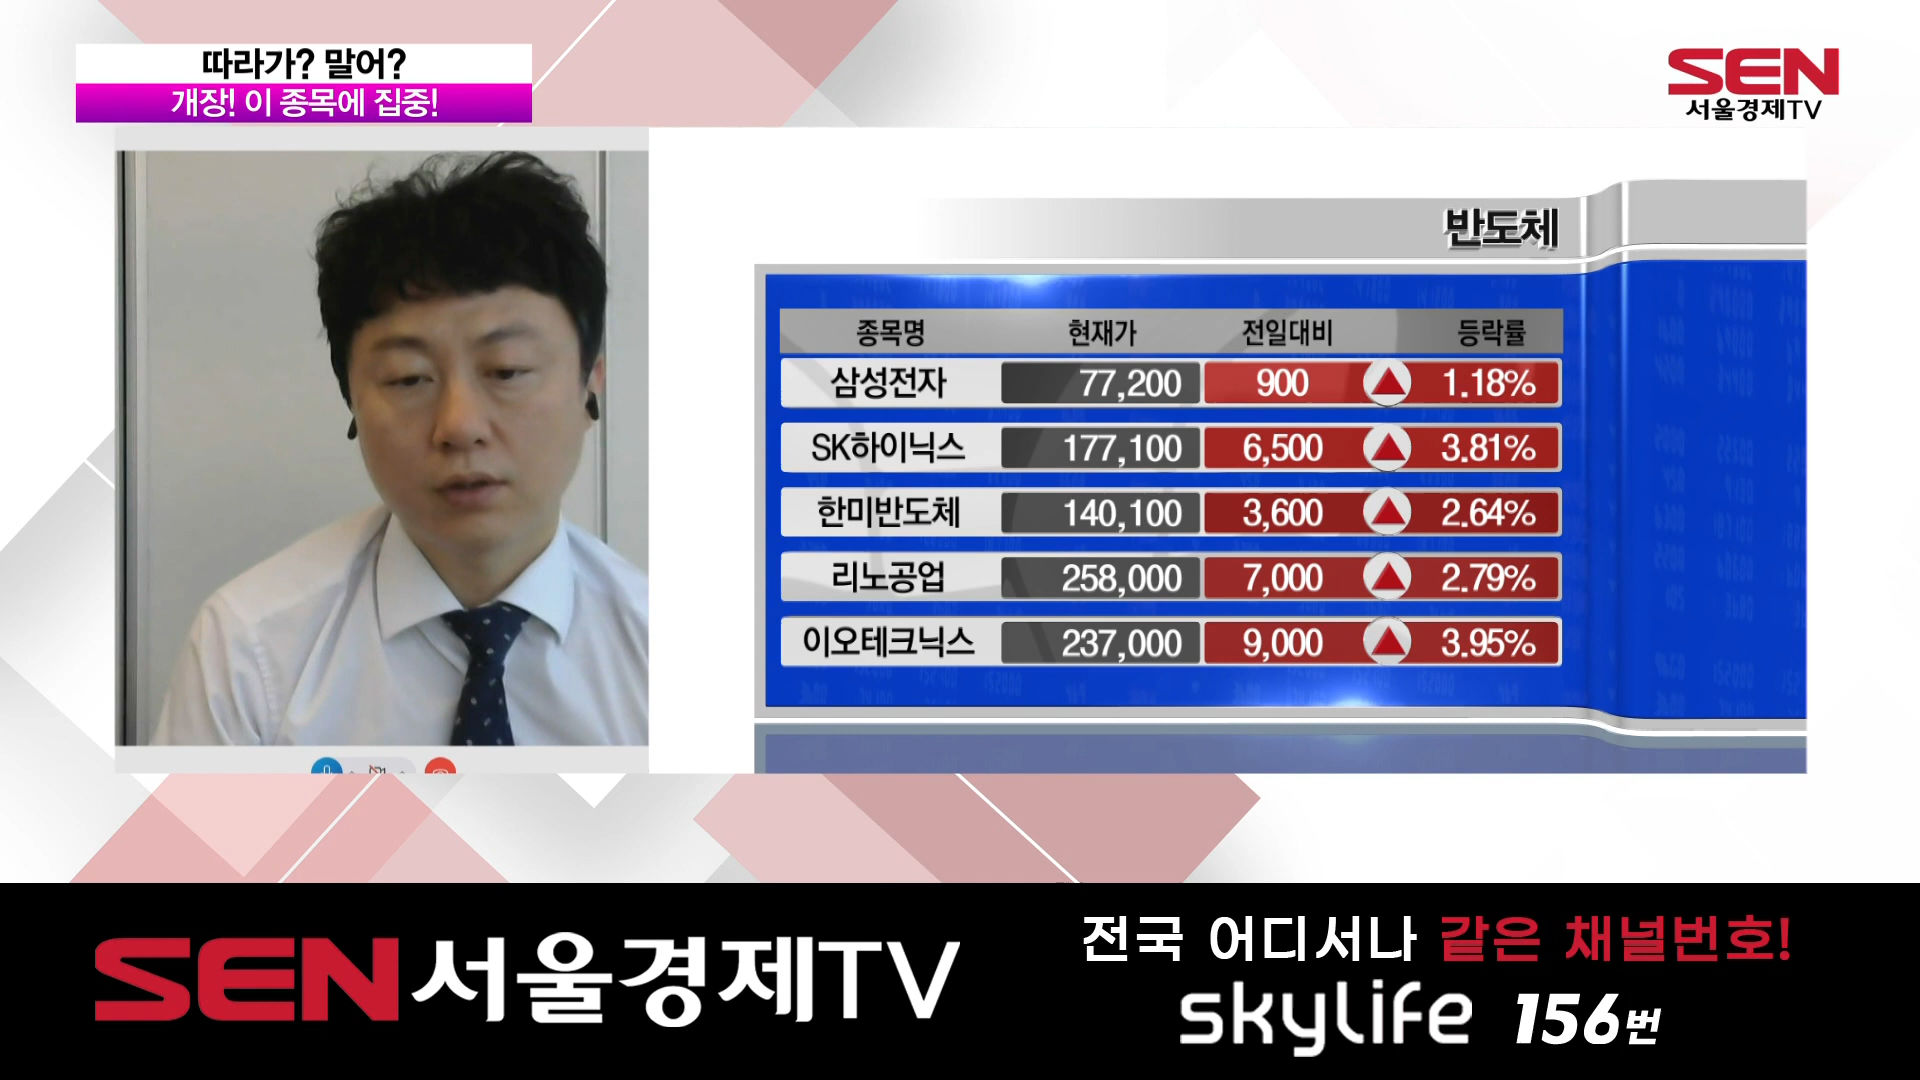 따라가? 말어?
개장! 이 종목에 집중!
SEN
서울경제TV
반도체
종목명 현재가 전일대비 등락률
삼성전자 77,200 900 1.18%
SK하이닉스 177,100 6,500 3.81%
한미반도체 140,100 3,600 2.64%
리노공업 258,000 7,000 2.79%
이오테크닉스 237,000 9,000 3.95%
SEN서울경제TV
전국 어디서나 같은 채널번호!
skylife 156번